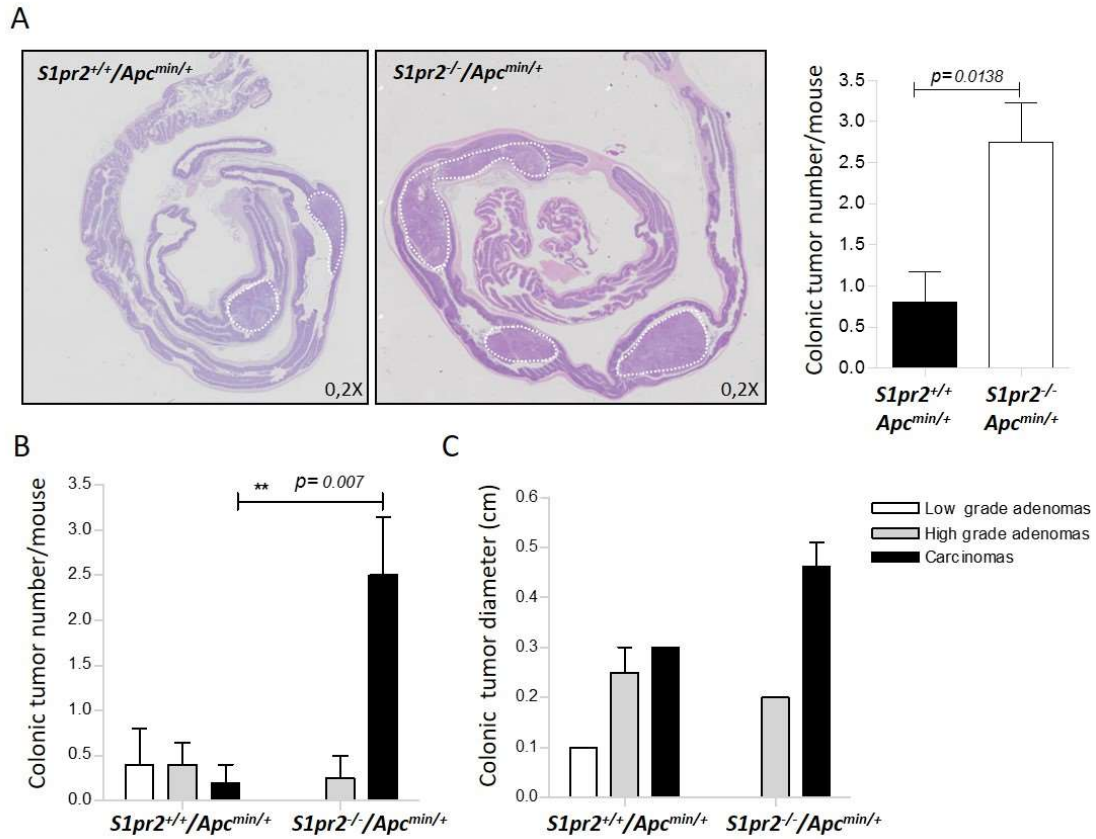 A
S1pr2+/+/Apcmin/+
0,2X
S1pr2-/-/Apcmin/+
0,2X
Colonic tumor number/mouse
3.5
3.0
2.5
2.0
1.5
1.0
0.5
0.0
p=0.0138
S1pr2+/+
Apcmin/+
S1pr2-/-
Apcmin/+
B
Colonic tumor number/mouse
3.5
3.0
2.5
2.0
1.5
1.0
0.5
0.0
** p= 0.007
S1pr2+/+/Apcmin/+
S1pr2-/-/Apcmin/+
C
Colonic tumor diameter (cm)
0.6
0.5
0.4
0.3
0.2
0.1
0.0
S1pr2+/+/Apcmin/+
S1pr2-/-/Apcmin/+
Low grade adenomas
High grade adenomas
Carcinomas